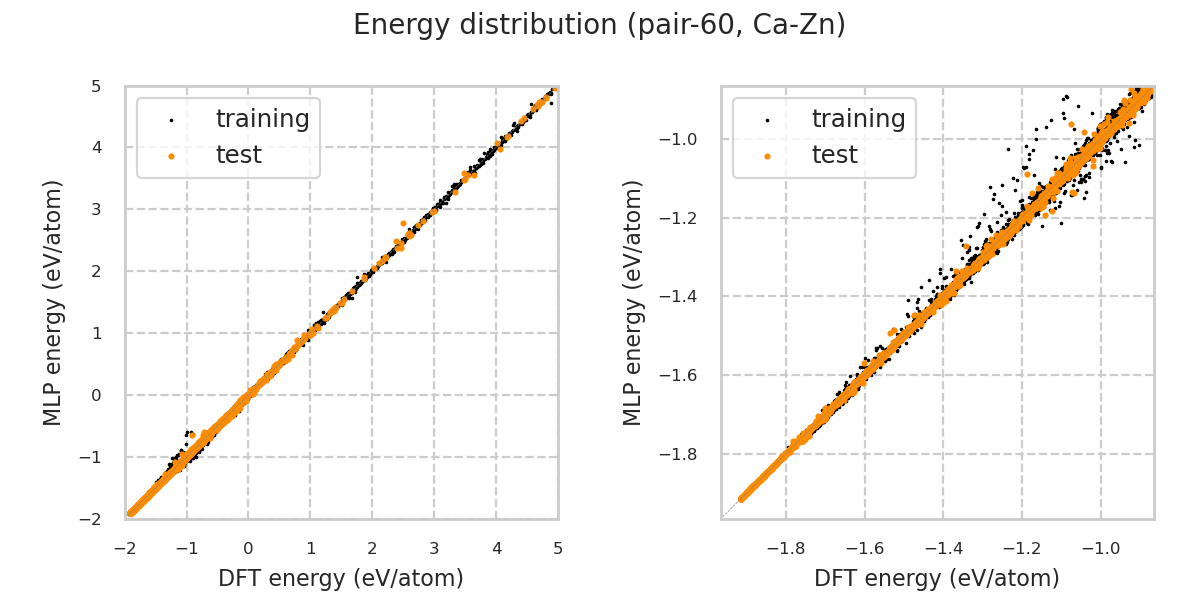 Energy distribution (pair-60, Ca-Zn)
training
test
5
4
3
2
1
0
−1
−2
−2
−1
0
1
2
3
4
5
MLP energy (eV/atom)
DFT energy (eV/atom)
training
test
−1.0
−1.2
−1.4
−1.6
−1.8
−1.8
−1.6
−1.4
−1.2
−1.0
MLP energy (eV/atom)
DFT energy (eV/atom)